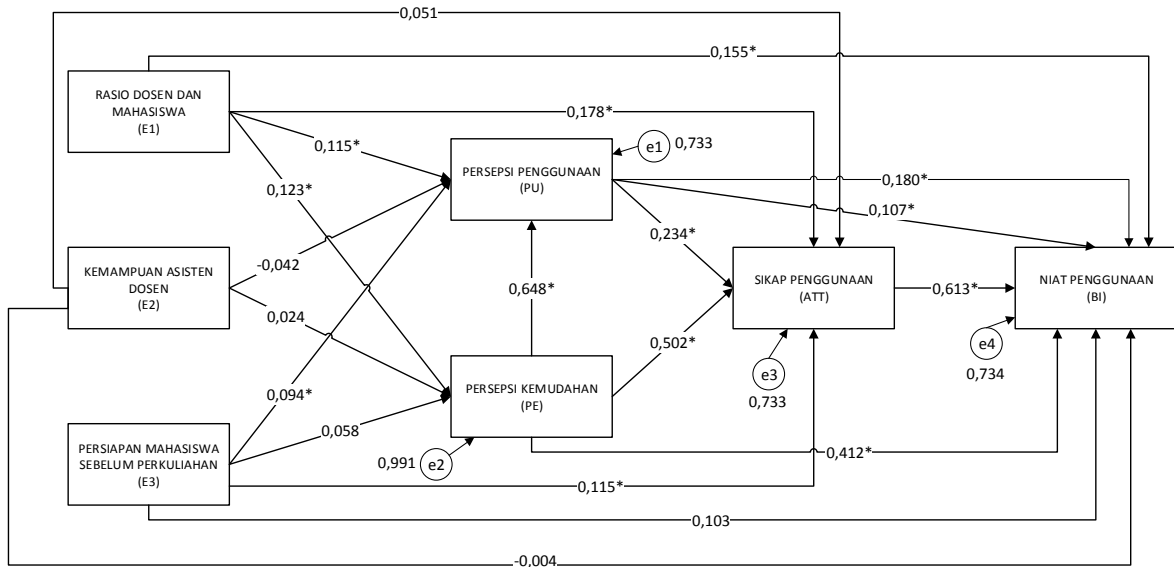 0,051
0,155*
RASIO DOSEN DAN
MAHASISWA
(E1)
0,178*
0,115*
0,123*
PERSEPSI PENGGUNAAN
(PU)
e1
0,733
0,180*
0,107*
0,234*
KEMAMPUAN ASISTEN
DOSEN
(E2)
-0,042
0,024
0,648*
SIKAP PENGGUNAAN
(ATT)
0,613*
NIAT PENGGUNAAN
(BI)
0,502*
e3
0,733
e4
0,734
0,094*
0,058
PERSEPSI KEMUDAHAN
(PE)
0,991
e2
0,412*
PERSIAPAN MAHASISWA
SEBELUM PERKULIAHAN
(E3)
0,115*
0,103
-0,004